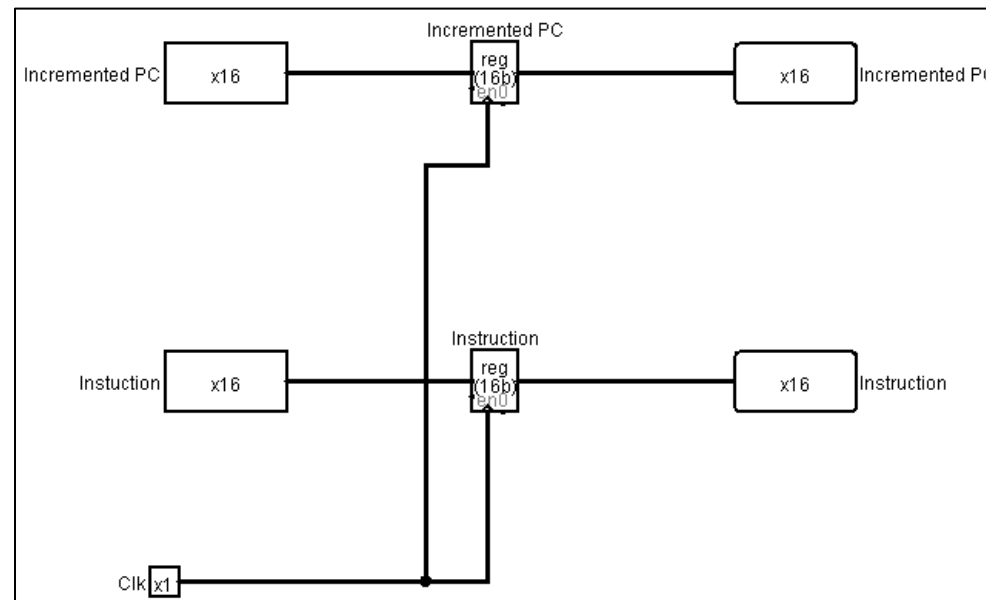 Incremented PC
Incremented PC x16 reg (16b) en0 x16 Incremented PC
Instruction
Instuction x16 reg (16b) en0 x16 Instruction
Clk x1